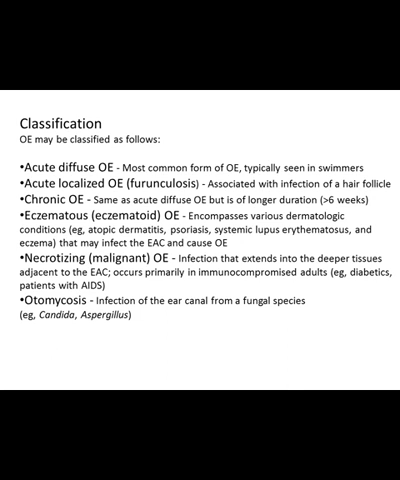 Classification
OE may be classified as follows:
•Acute diffuse OE - Most common form of OE, typically seen in swimmers
•Acute localized OE (furunculosis) - Associated with infection of a hair follicle
•Chronic OE - Same as acute diffuse OE but is of longer duration (>6 weeks)
•Eczematous (eczematoid) OE - Encompasses various dermatologic
conditions (eg, atopic dermatitis, psoriasis, systemic lupus erythematosus, and
eczema) that may infect the EAC and cause OE
•Necrotizing (malignant) OE - Infection that extends into the deeper tissues
adjacent to the EAC; occurs primarily in immunocompromised adults (eg, diabetics,
patients with AIDS)
•Otomycosis - Infection of the ear canal from a fungal species
(eg, Candida, Aspergillus)